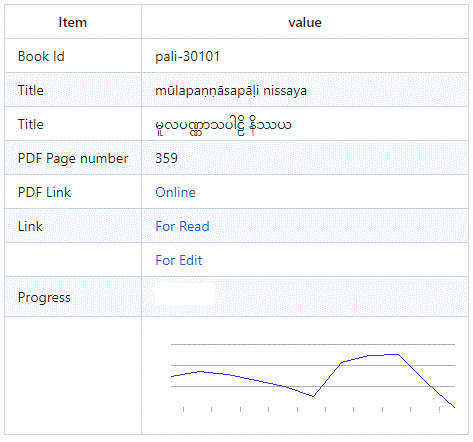 Item value
Book Id pali-30101
Title mūlapaṇṇāsapāḷi nissaya
Title မူလပဏ္ဏာသပါဠိ နိဿယ
PDF Page number 359
PDF Link Online
Link For Read
For Edit
Progress